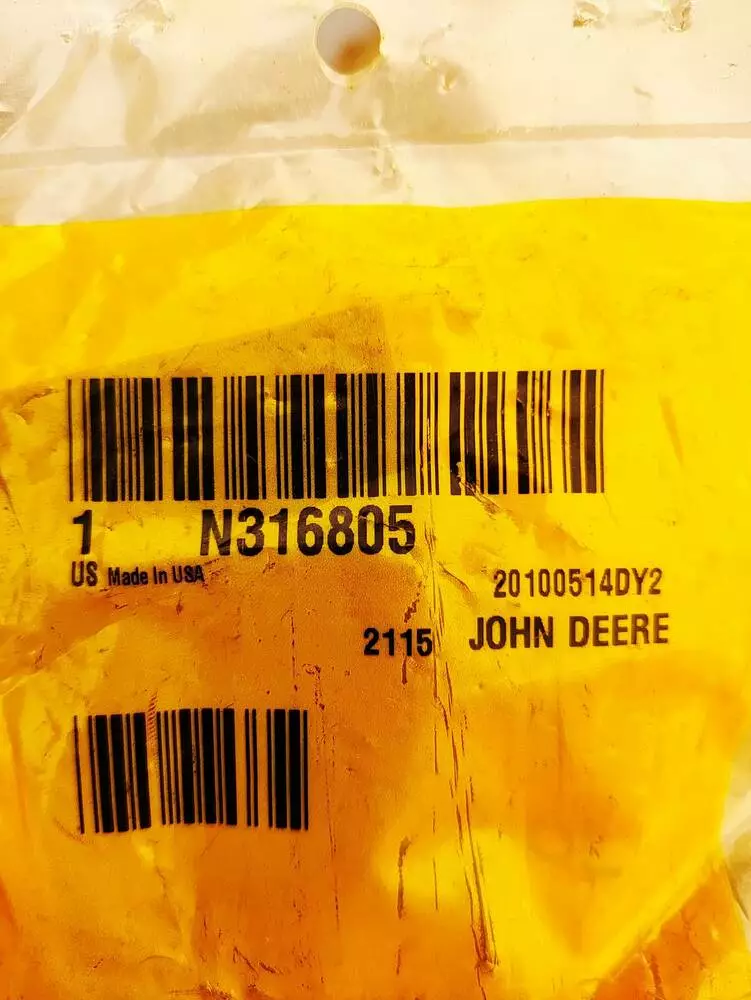 1 N316805
US Made In USA
20100514DY2
2115 JOHN DEERE